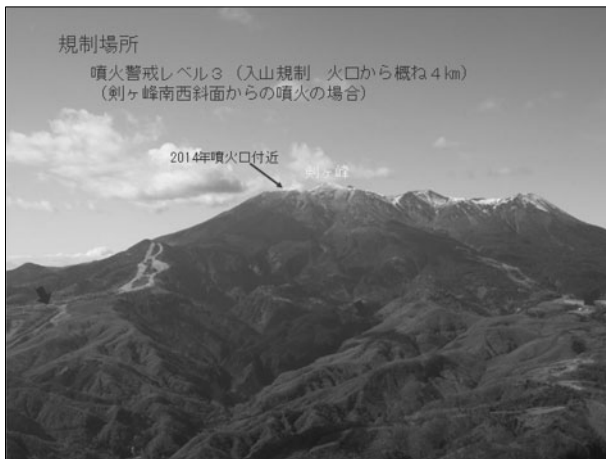 規制場所
噴火警戒レベル３（入山規制　火口から概ね４km）
（剣ヶ峰南西斜面からの噴火の場合）
2014年噴火口付近
剣ヶ峰